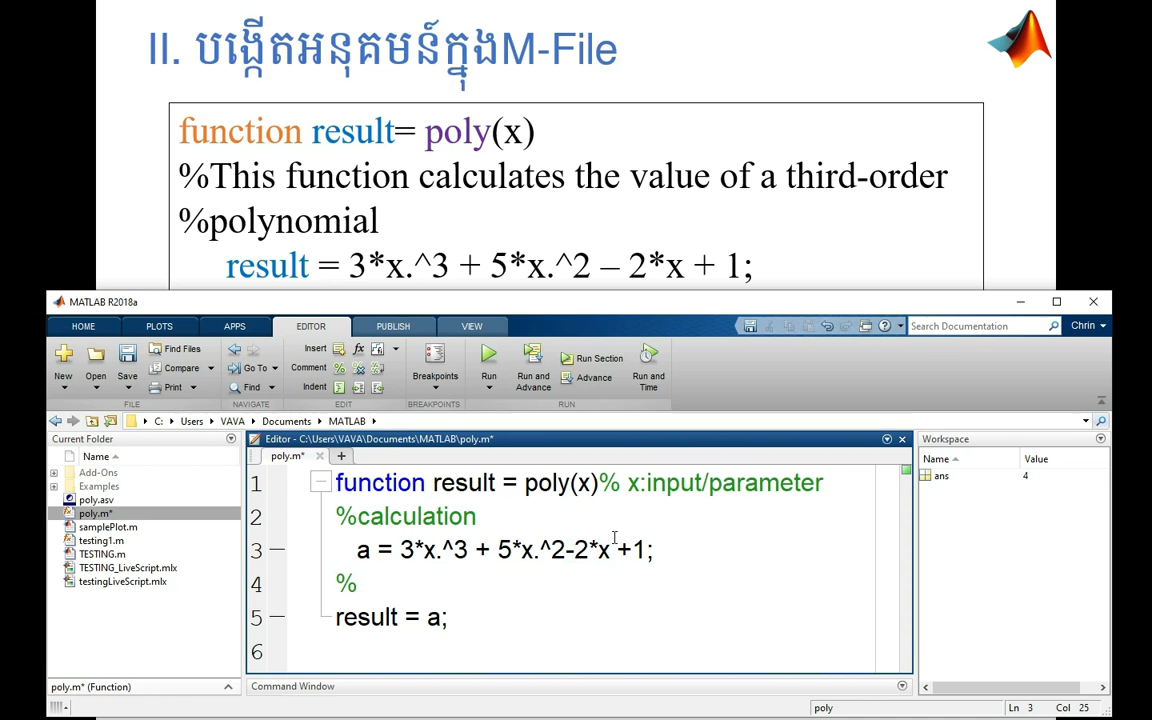 II. បង្កើតអនុគមន៍ក្នុងM-File
function result= poly(x)
%This function calculates the value of a third-order
%polynomial
result = 3*x.^3 + 5*x.^2 – 2*x + 1;
MATLAB R2018a
HOME PLOTS APPS EDITOR PUBLISH VIEW
Search Documentation Chrin
New Open Save Find Files Compare Print Go To Find Insert fx Comment Indent Breakpoints Run Run and Advance Run Section Advance Run and Time
FILE NAVIGATE EDIT BREAKPOINTS RUN
C: Users VAVA Documents MATLAB
Current Folder
Name
Add-Ons
Examples
poly.asv
poly.m*
samplePlot.m
testing1.m
TESTING.m
TESTING_LiveScript.mlx
testingLiveScript.mlx
poly.m* (Function)
Editor - C:\Users\VAVA\Documents\MATLAB\poly.m*
poly.m*
1 function result = poly(x)% x:input/parameter
2 %calculation
3 a = 3*x.^3 + 5*x.^2-2*x +1;
4 %
5 result = a;
6
Command Window
Workspace
Name Value
ans 4
poly Ln 3 Col 25